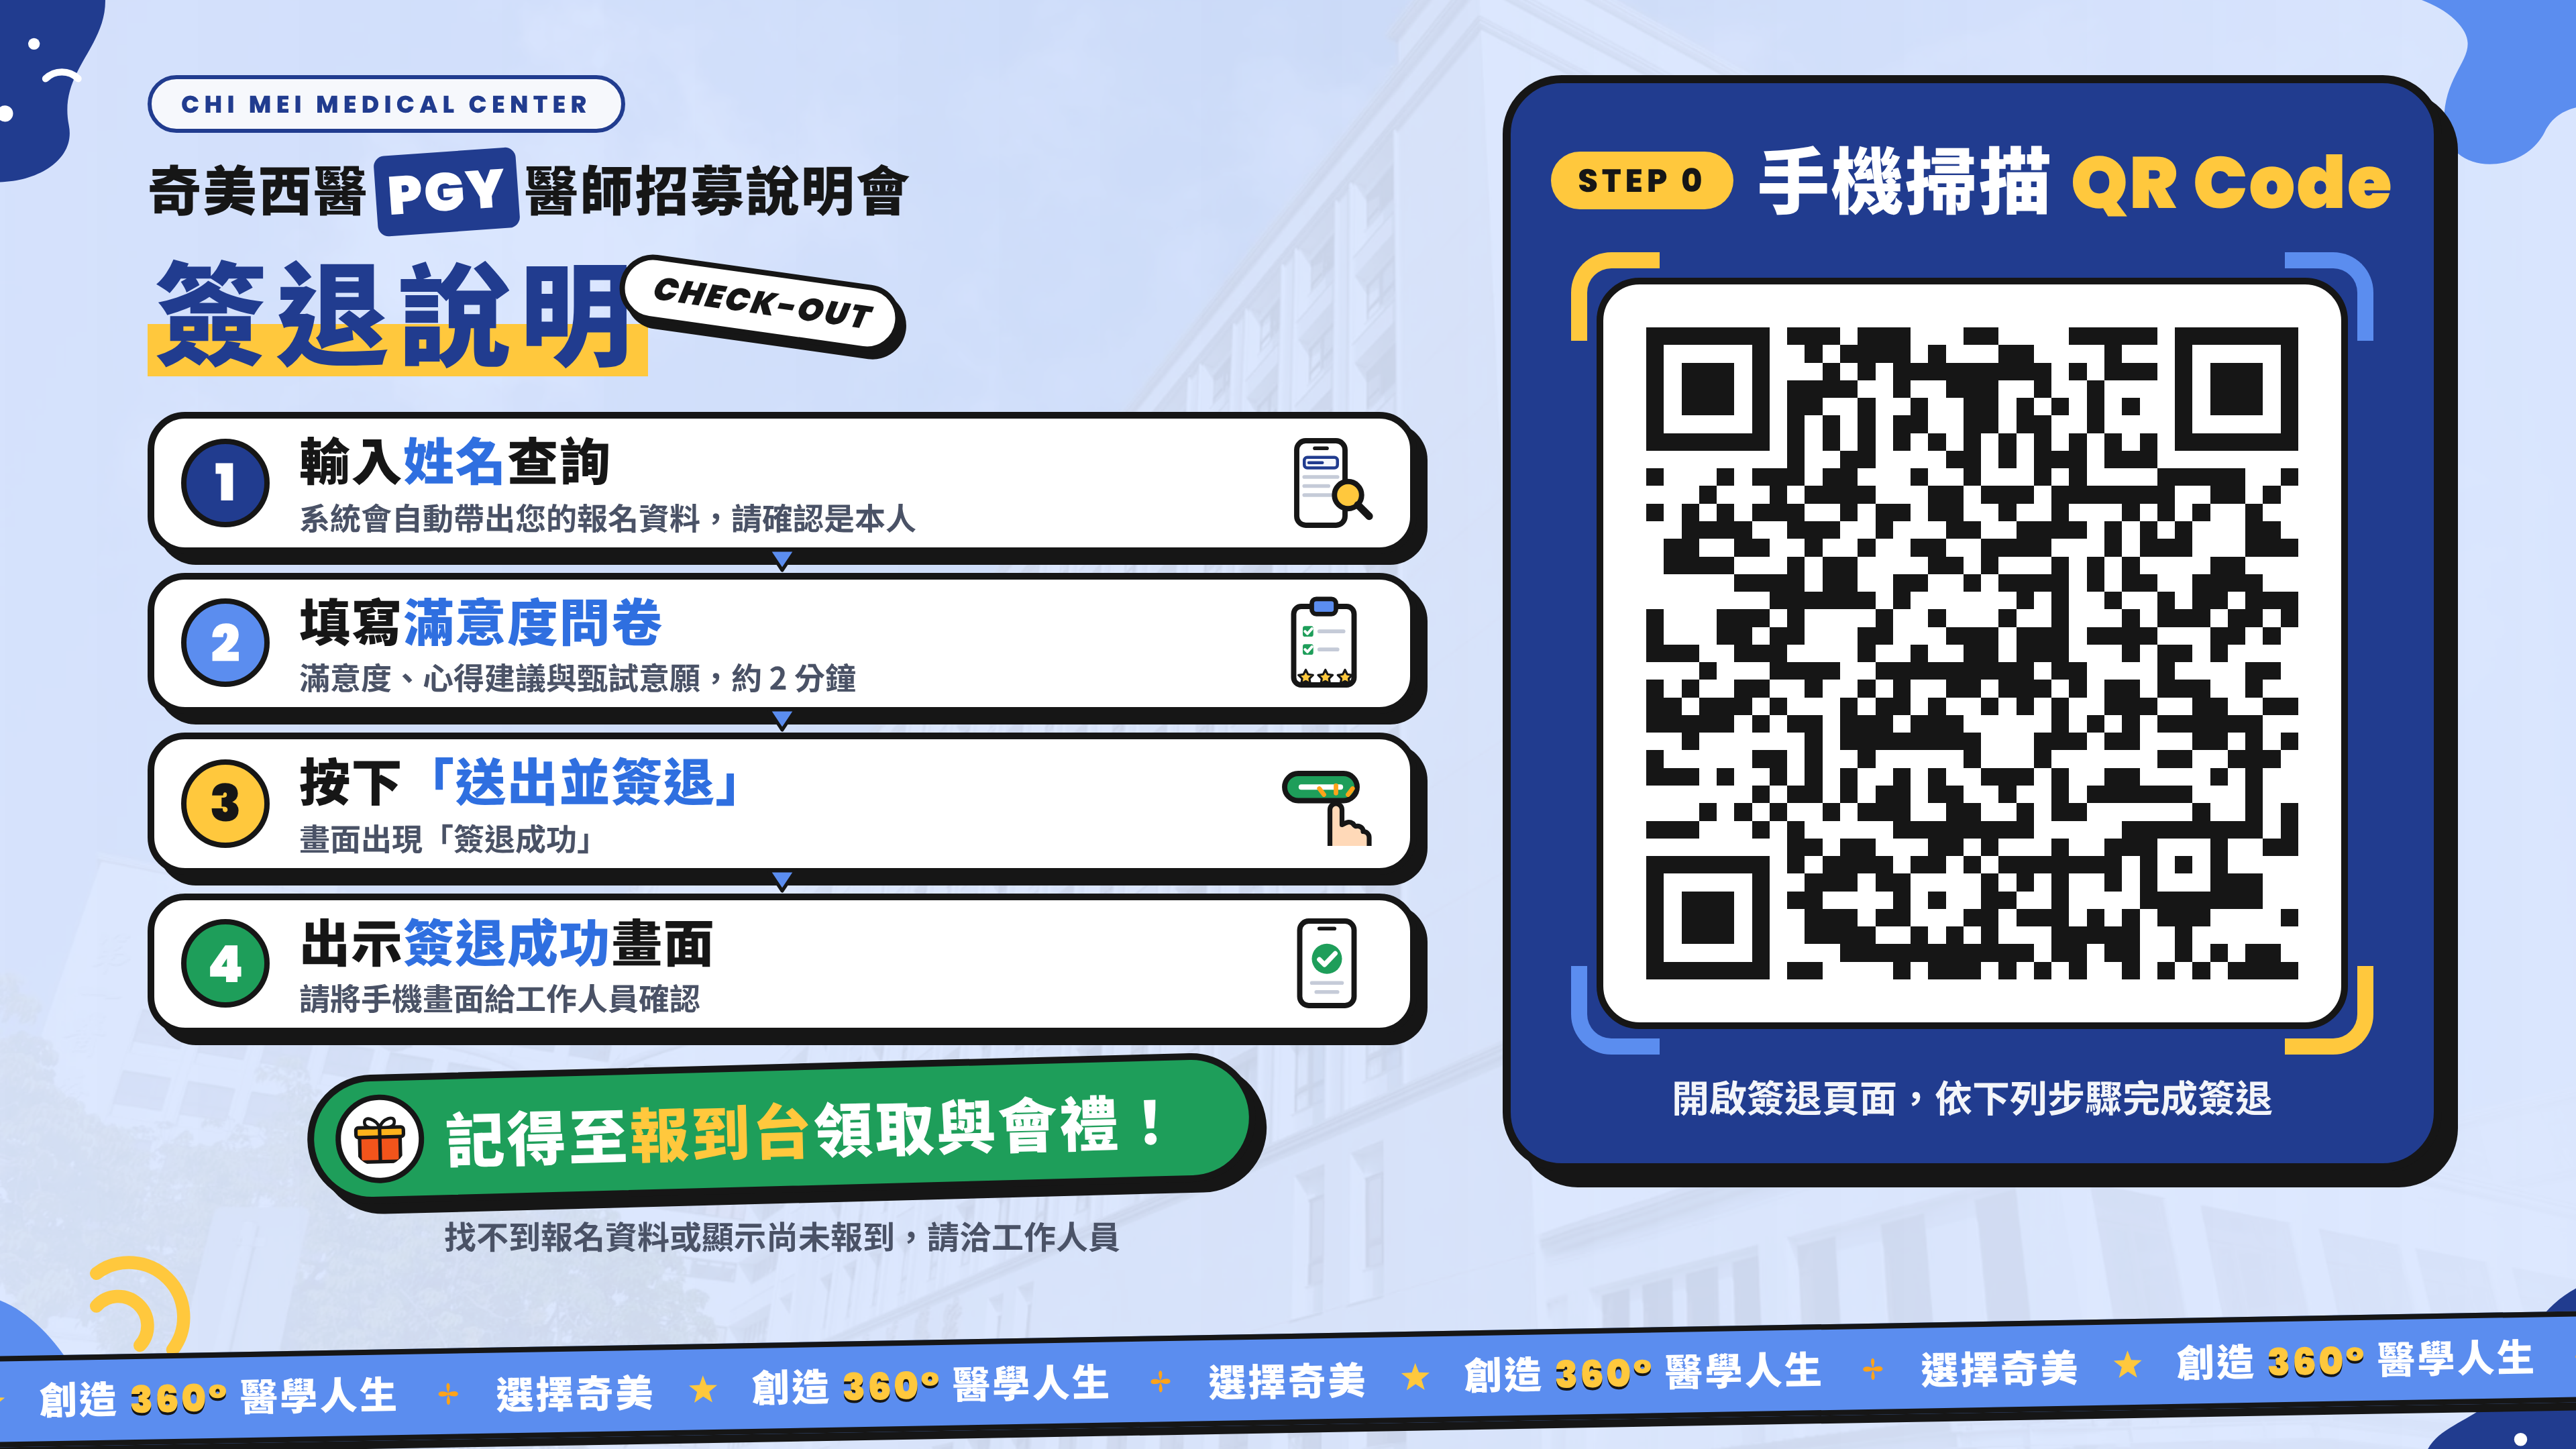 CHI MEI MEDICAL CENTER
奇美西醫 PGY 醫師招募說明會
簽退說明 CHECK-OUT
1 輸入姓名查詢
系統會自動帶出您的報名資料，請確認是本人
2 填寫滿意度問卷
滿意度、心得建議與甄試意願，約 2 分鐘
3 按下「送出並簽退」
畫面出現「簽退成功」
4 出示簽退成功畫面
請將手機畫面給工作人員確認
記得至報到台領取與會禮！
找不到報名資料或顯示尚未報到，請洽工作人員
STEP 0 手機掃描 QR Code
開啟簽退頁面，依下列步驟完成簽退
創造 360° 醫學人生 ÷ 選擇奇美 ★ 創造 360° 醫學人生 ÷ 選擇奇美 ★ 創造 360° 醫學人生 ÷ 選擇奇美 ★ 創造 360° 醫學人生